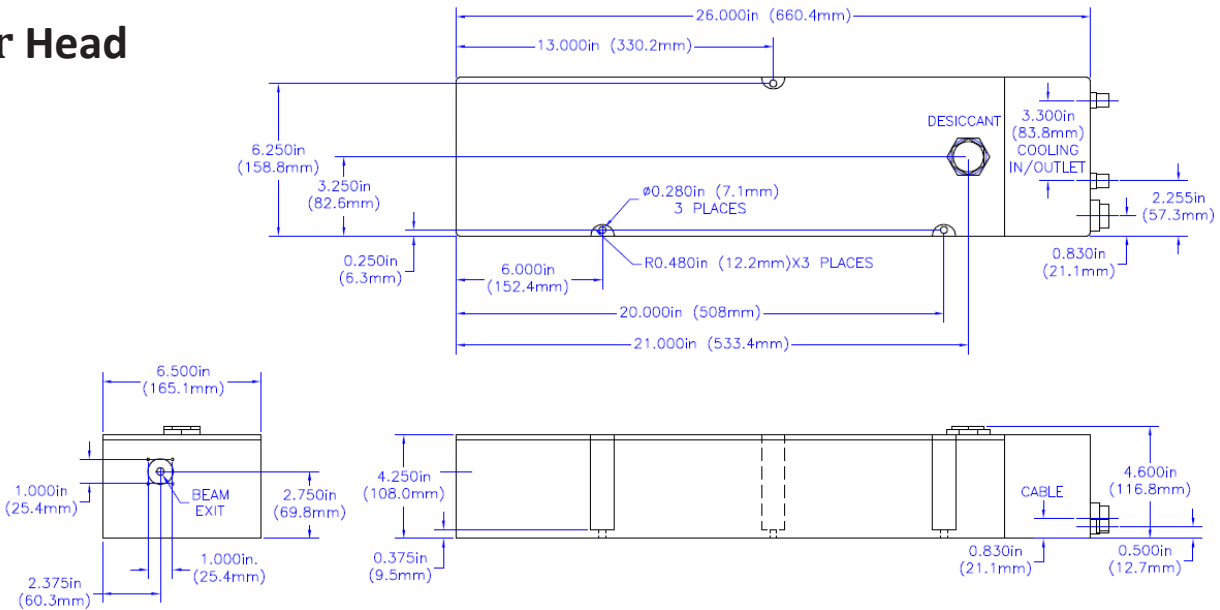 r Head
26.000in (660.4mm)
13.000in (330.2mm)
6.250in
(158.8mm)
3.250in
(82.6mm)
0.250in
(6.3mm)
DESICCANT
3.300in
(83.8mm)
COOLING
IN/OUTLET
2.255in
(57.3mm)
0.830in
(21.1mm)
ø0.280in (7.1mm)
3 PLACES
R0.480in (12.2mm)X3 PLACES
6.000in
(152.4mm)
20.000in (508mm)
21.000in (533.4mm)
6.500in
(165.1mm)
1.000in
(25.4mm)
BEAM
EXIT
2.750in
(69.8mm)
1.000in.
(25.4mm)
2.375in
(60.3mm)
4.250in
(108.0mm)
0.375in
(9.5mm)
CABLE
4.600in
(116.8mm)
0.830in
(21.1mm)
0.500in
(12.7mm)